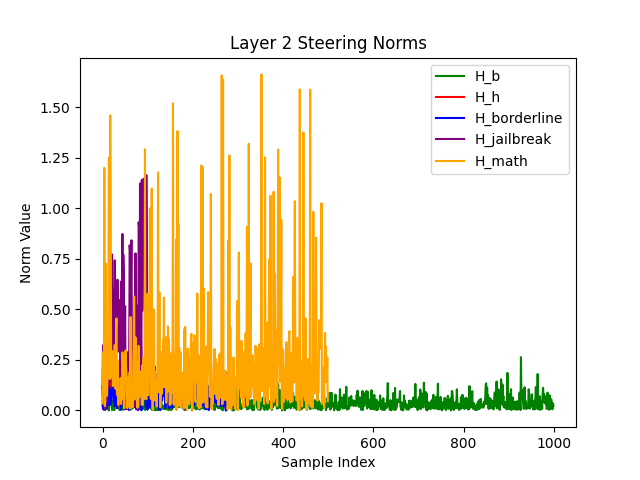 Layer 2 Steering Norms
H_b
H_h
H_borderline
H_jailbreak
H_math
Norm Value
1.50
1.25
1.00
0.75
0.50
0.25
0.00
0
200
400
600
800
1000
Sample Index